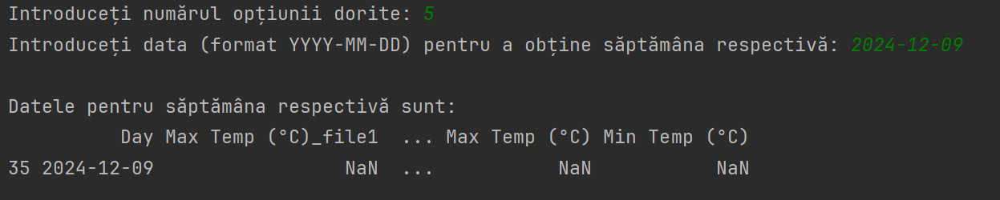 Introduceți numărul opțiunii dorite: 5
Introduceți data (format YYYY-MM-DD) pentru a obține săptămâna respectivă: 2024-12-09
Datele pentru săptămâna respectivă sunt:
Day Max Temp (°C)_file1 ... Max Temp (°C) Min Temp (°C)
35 2024-12-09 NaN ... NaN NaN